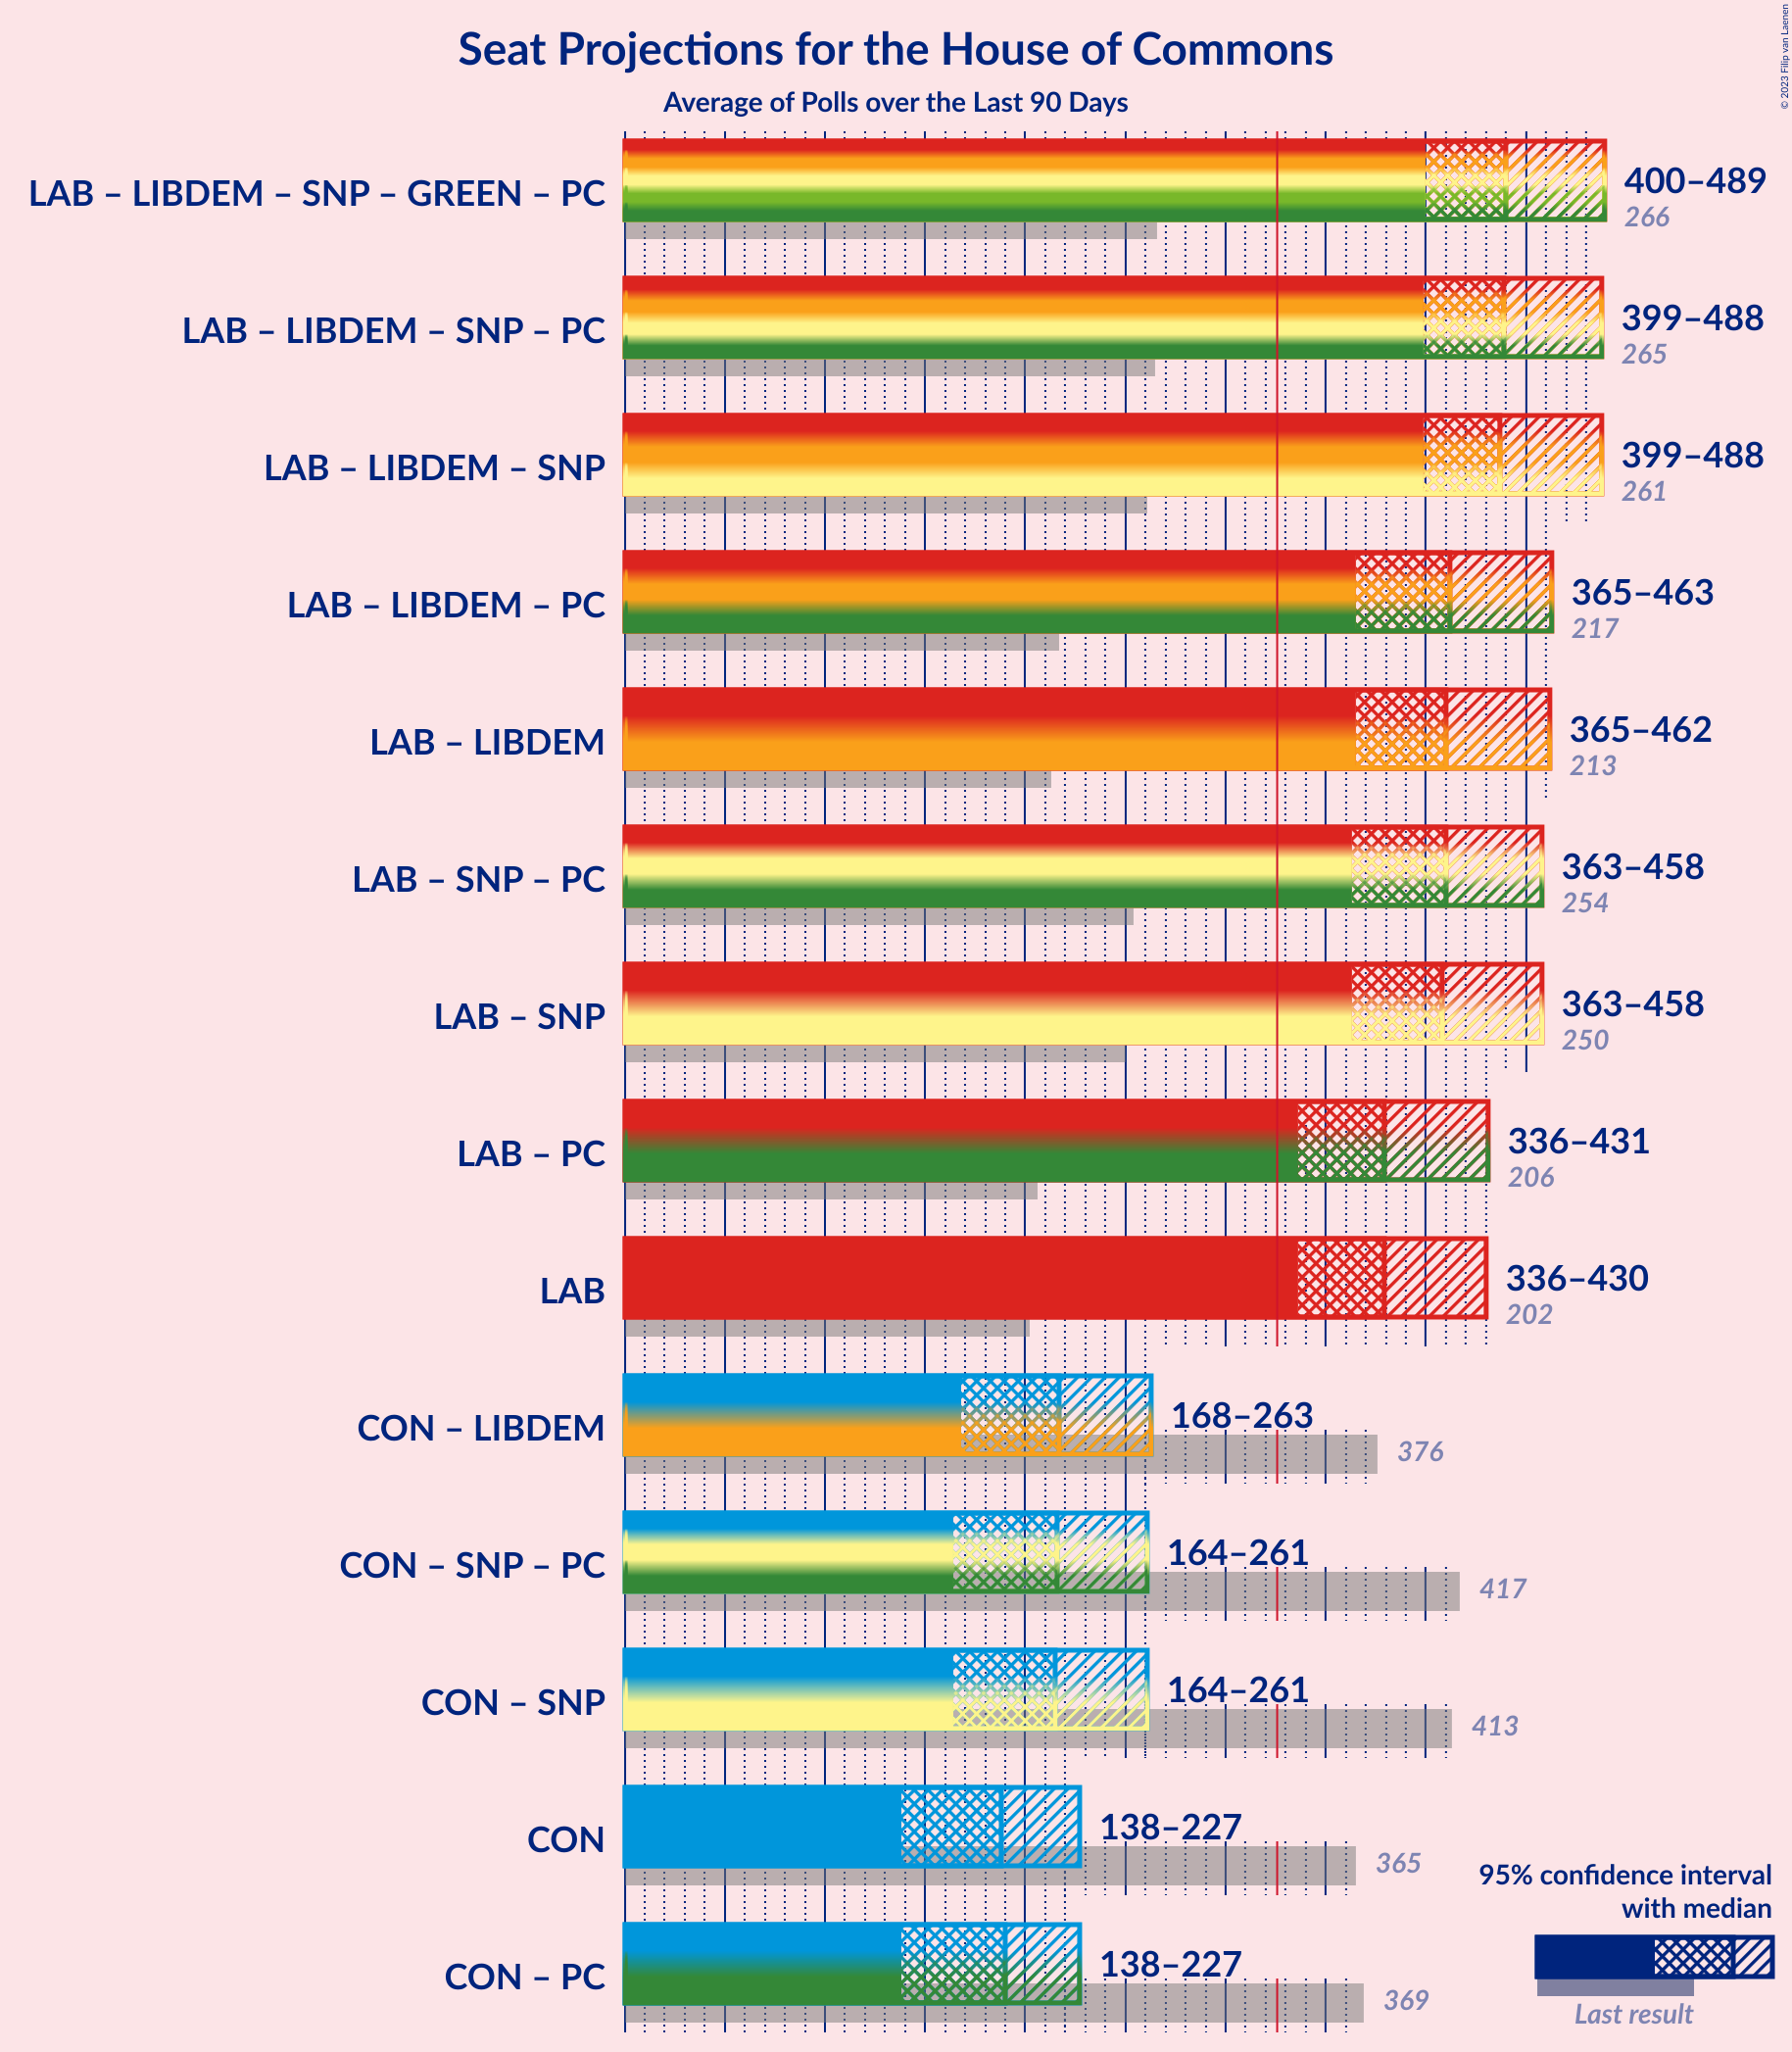 Seat Projections for the House of Commons
Average of Polls over the Last 90 Days
© 2023 Filip van Laenen
LAB – LIBDEM – SNP – GREEN – PC
400–489
266
LAB – LIBDEM – SNP – PC
399–488
265
LAB – LIBDEM – SNP
399–488
261
LAB – LIBDEM – PC
365–463
217
LAB – LIBDEM
365–462
213
LAB – SNP – PC
363–458
254
LAB – SNP
363–458
250
LAB – PC
336–431
206
LAB
336–430
202
CON – LIBDEM
168–263
376
CON – SNP – PC
164–261
417
CON – SNP
164–261
413
CON
138–227
365
CON – PC
138–227
369
95% confidence interval
with median
Last result